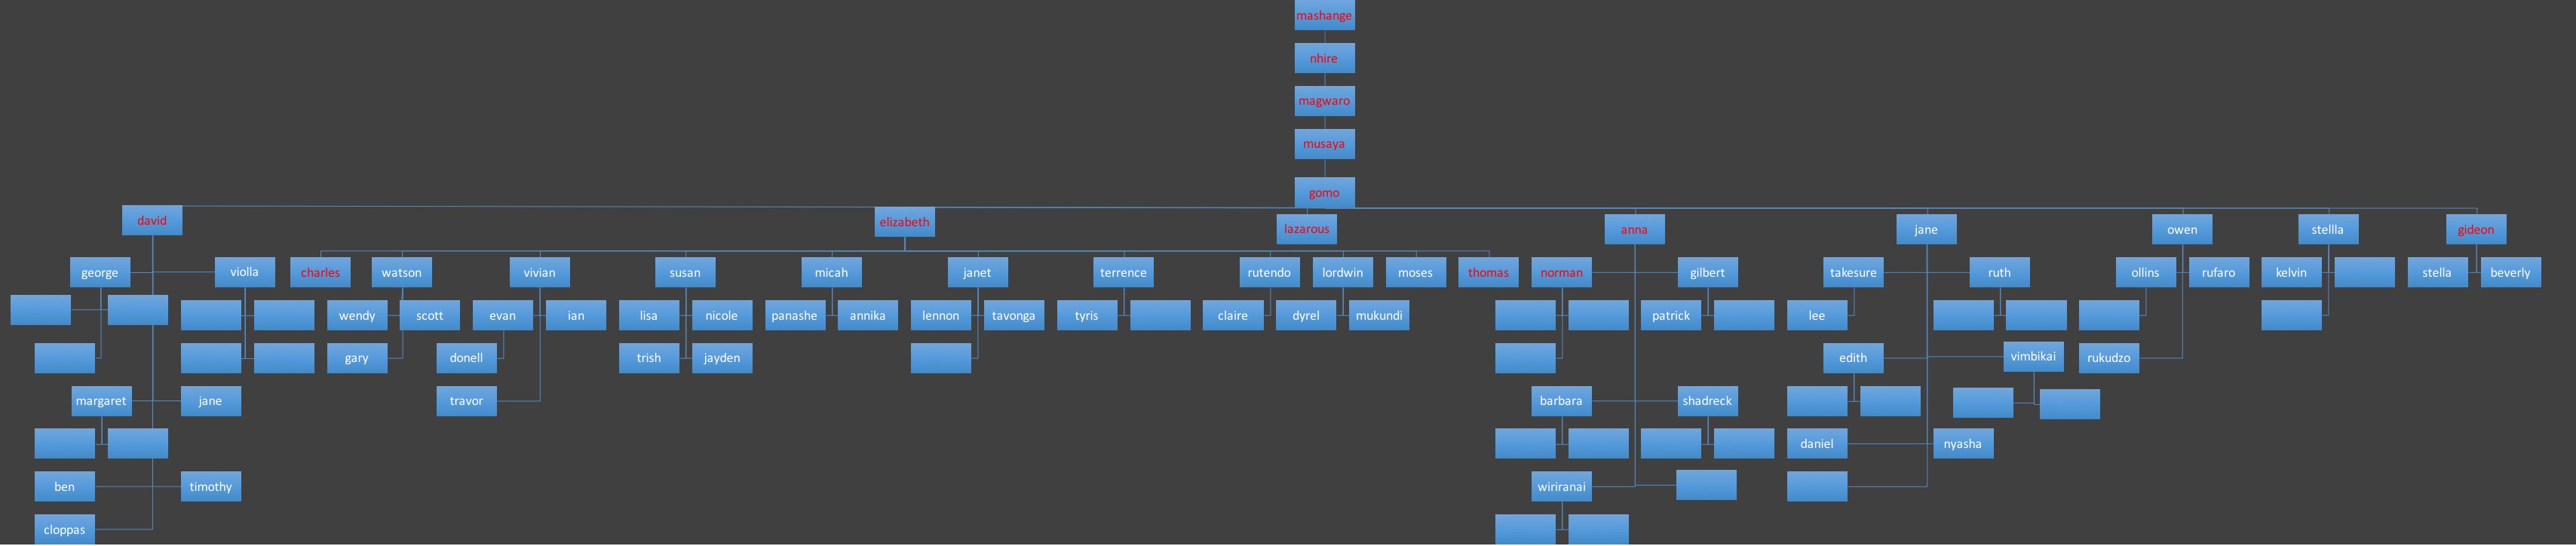 mashange
nhire
magwaro
musaya
gomo
david
elizabeth
lazarous
anna
jane
owen
stellla
gideon
george
violla
charles
watson
vivian
susan
micah
janet
terrence
rutendo
lordwin
moses
thomas
norman
gilbert
takesure
ruth
ollins
rufaro
kelvin
stella
beverly
wendy
scott
evan
ian
lisa
nicole
panashe
annika
lennon
tavonga
tyris
claire
dyrel
mukundi
patrick
lee
gary
donell
trish
jayden
edith
vimbikai
rukudzo
margaret
jane
travor
barbara
shadreck
daniel
nyasha
ben
timothy
wiriranai
cloppas